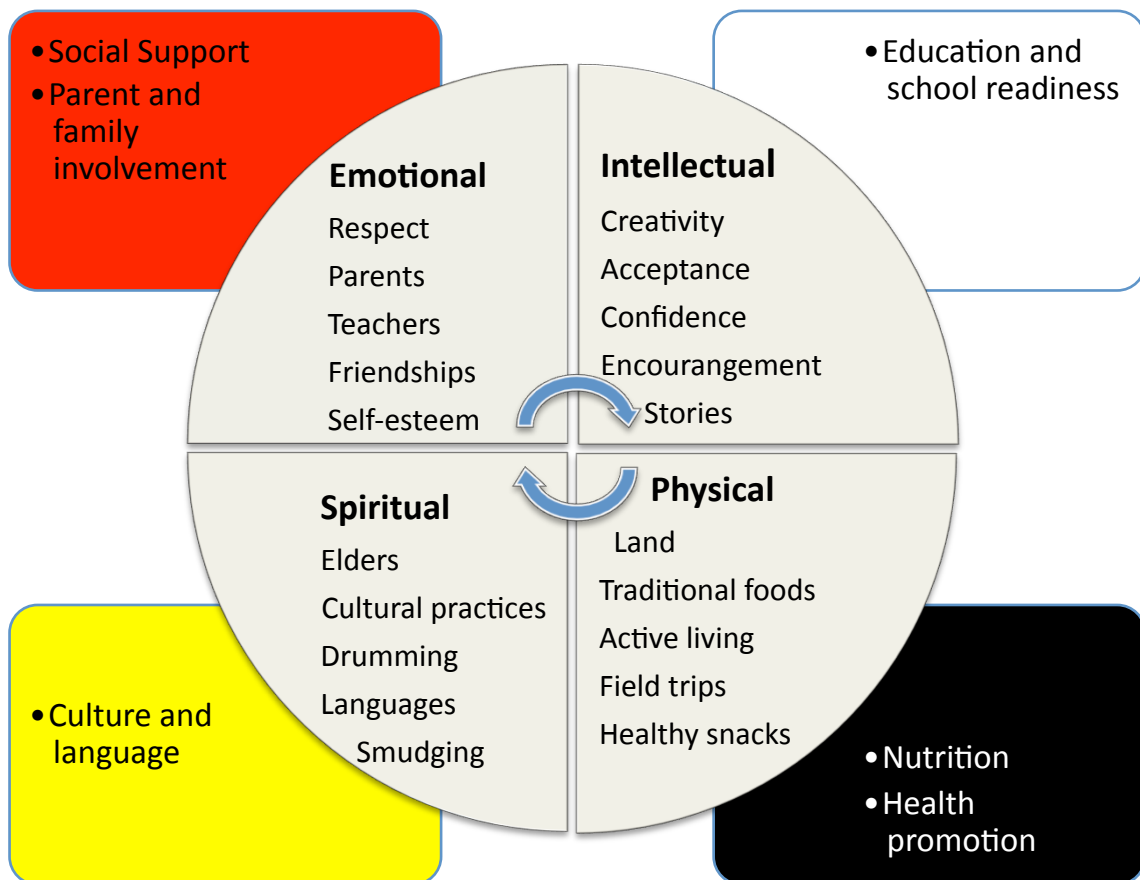 •Social Support
•Parent and
family
involvement
•Education and
school readiness
Emotional
Respect
Parents
Teachers
Friendships
Self-esteem
Intellectual
Creativity
Acceptance
Confidence
Encourangement
Stories
Spiritual
Elders
Cultural practices
Drumming
Languages
Smudging
Physical
Land
Traditional foods
Active living
Field trips
Healthy snacks
•Culture and
language
•Nutrition
•Health
promotion